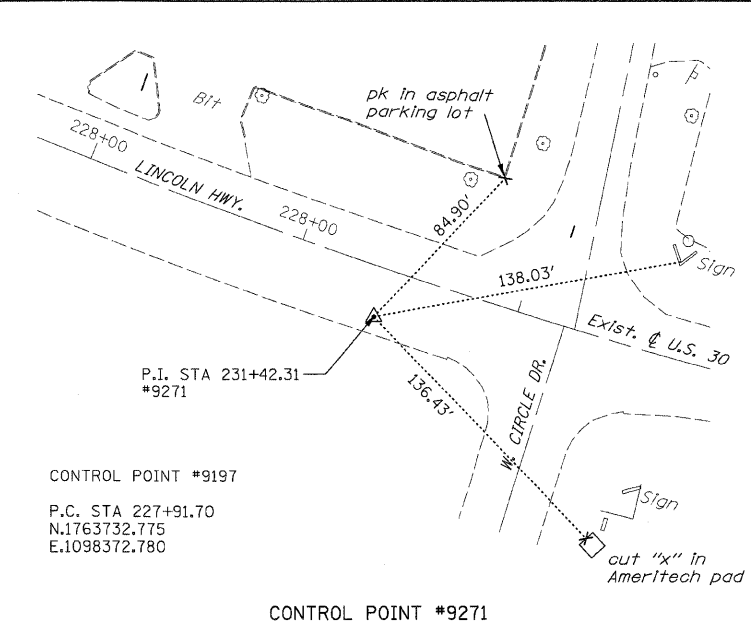 pk in asphalt
parking lot
Bit
228+00
LINCOLN HWY.
228+00
84.90'
138.03'
Sign
Exist. ℄ U.S. 30
P.I. STA 231+42.31
#9271
136.43'
W. CIRCLE DR.
CONTROL POINT #9197
P.C. STA 227+91.70
N.1763732.775
E.1098372.780
Sign
cut "x" in
Ameritech pad
CONTROL POINT #9271